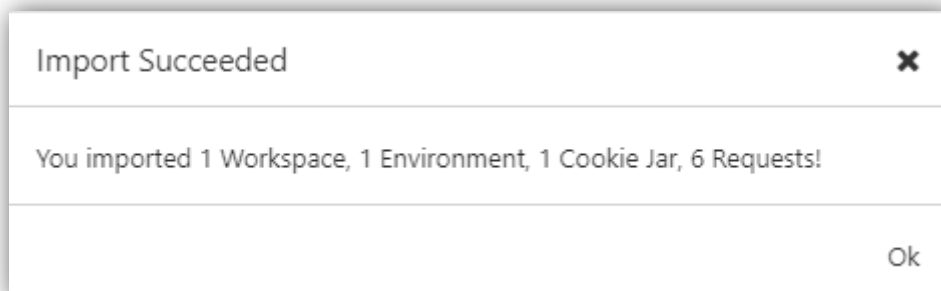 Import Succeeded
You imported 1 Workspace, 1 Environment, 1 Cookie Jar, 6 Requests!
Ok